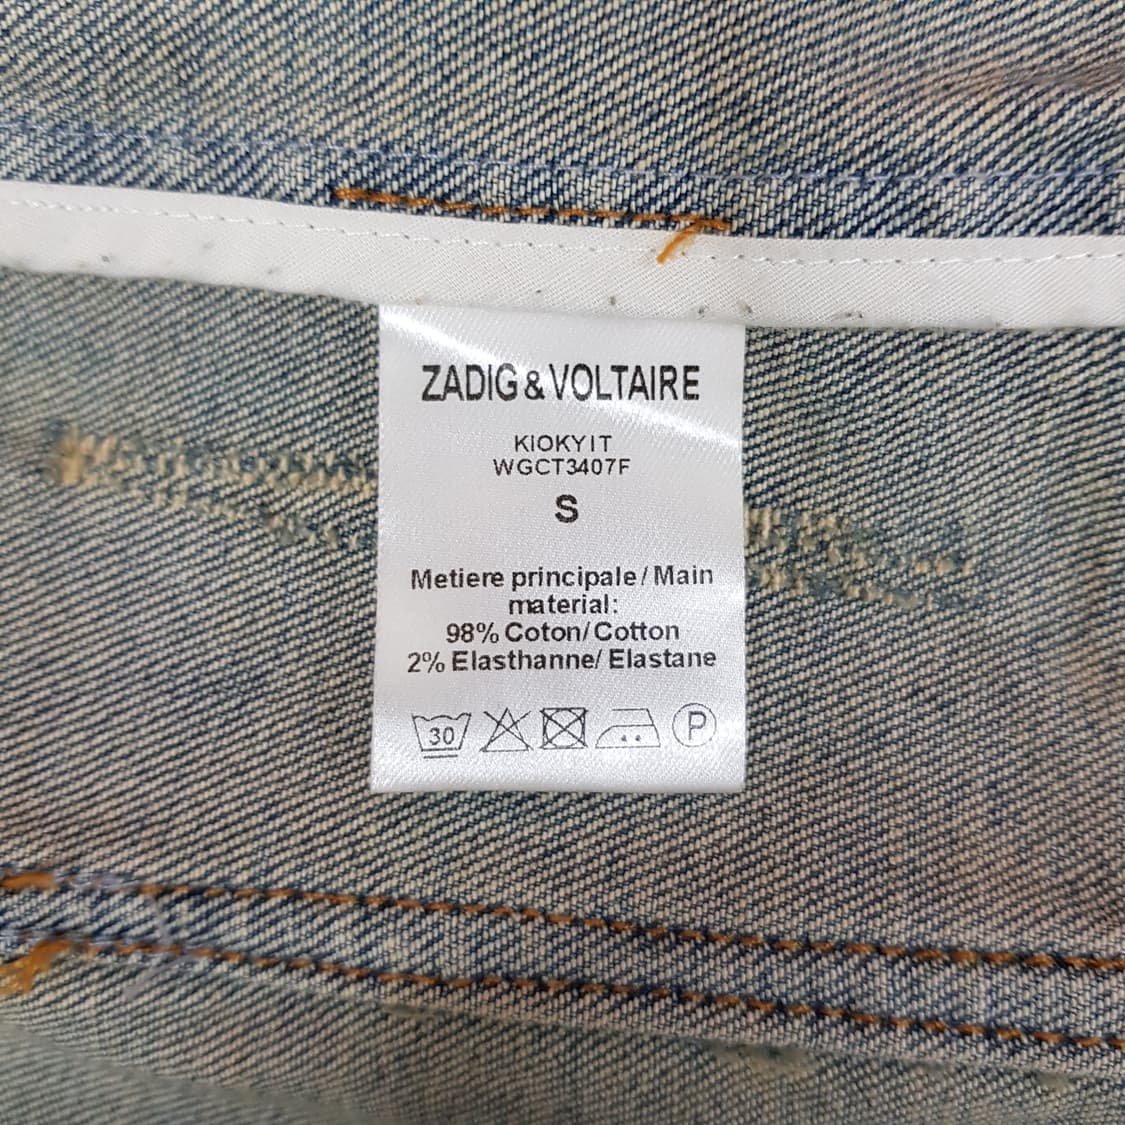 ZADIG & VOLTAIRE
KIOKYIT
WGCT3407F
S
Metiere principale/Main
material:
98% Coton/Cotton
2% Elasthanne/Elastane
30 P